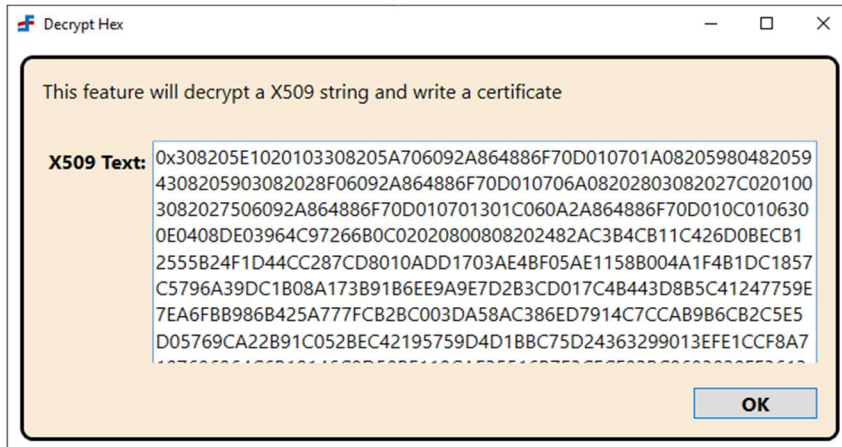 Decrypt Hex
This feature will decrypt a X509 string and write a certificate
X509 Text:
0x308205E1020103308205A706092A864886F70D010701A08205980482059
4308205903082028F06092A864886F70D010706A08202803082027C020100
3082027506092A864886F70D010701301C060A2A864886F70D010C010630
0E0408DE03964C97266B0C02020800808202482AC3B4CB11C426D0BECB1
2555B24F1D44CC287CD8010ADD1703AE4BF05AE1158B004A1F4B1DC1857
C5796A39DC1B08A173B91B6EE9A9E7D2B3CD017C4B443D8B5C41247759E
7EA6FBB986B425A777FCB2BC003DA58AC386ED7914C7CCAB9B6CB2C5E5
D05769CA22B91C052BEC42195759D4D1BBC75D24363299013EFE1CCF8A7
OK